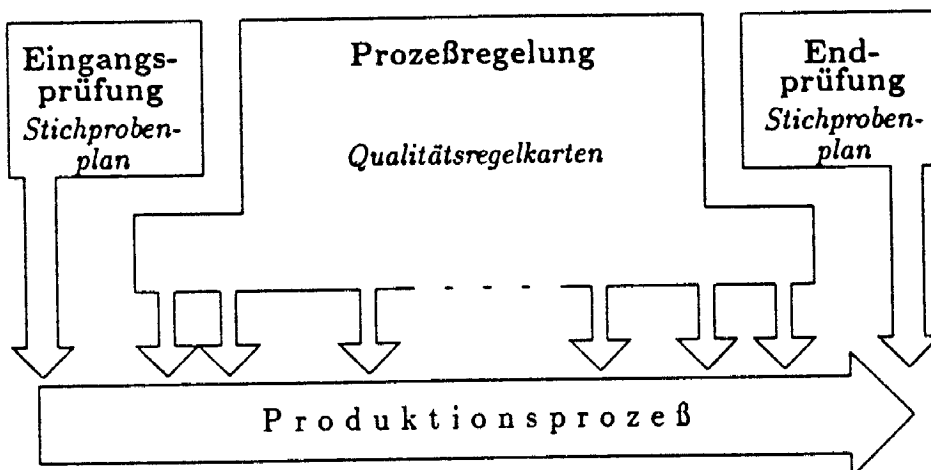 Eingangs-
prüfung
Stichproben-
plan
Prozeßregelung
Qualitätsregelkarten
End-
prüfung
Stichproben-
plan
Produktionsprozeß